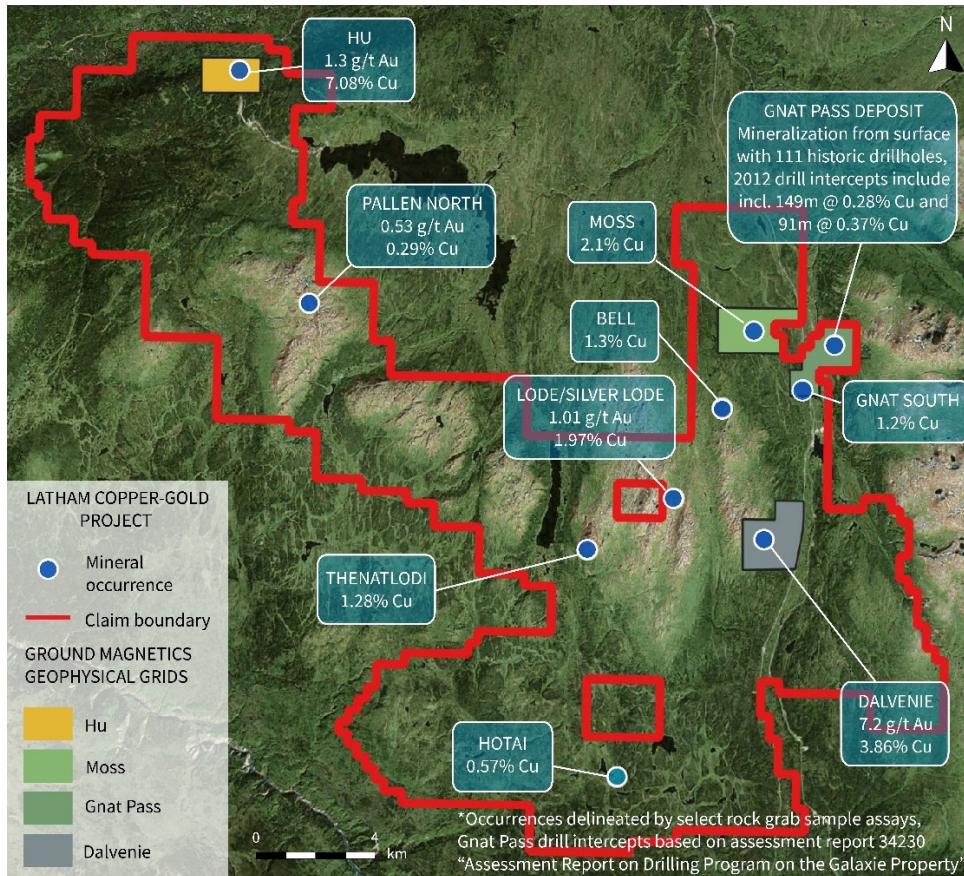 N
HU
1.3 g/t Au
7.08% Cu
GNAT PASS DEPOSIT
Mineralization from surface
with 111 historic drillholes,
2012 drill intercepts include
incl. 149m @ 0.28% Cu and
91m @ 0.37% Cu
PALLEN NORTH
0.53 g/t Au
0.29% Cu
MOSS
2.1% Cu
BELL
1.3% Cu
LODE/SILVER LODE
1.01 g/t Au
1.97% Cu
GNAT SOUTH
1.2% Cu
THENATLODI
1.28% Cu
DALVENIE
7.2 g/t Au
3.86% Cu
HOTAI
0.57% Cu
LATHAM COPPER-GOLD
PROJECT
Mineral
occurrence
Claim boundary
GROUND MAGNETICS
GEOPHYSICAL GRIDS
Hu
Moss
Gnat Pass
Dalvenie
0 4
km
*Occurrences delineated by select rock grab sample assays,
Gnat Pass drill intercepts based on assessment report 34230
“Assessment Report on Drilling Program on the Galaxie Property”